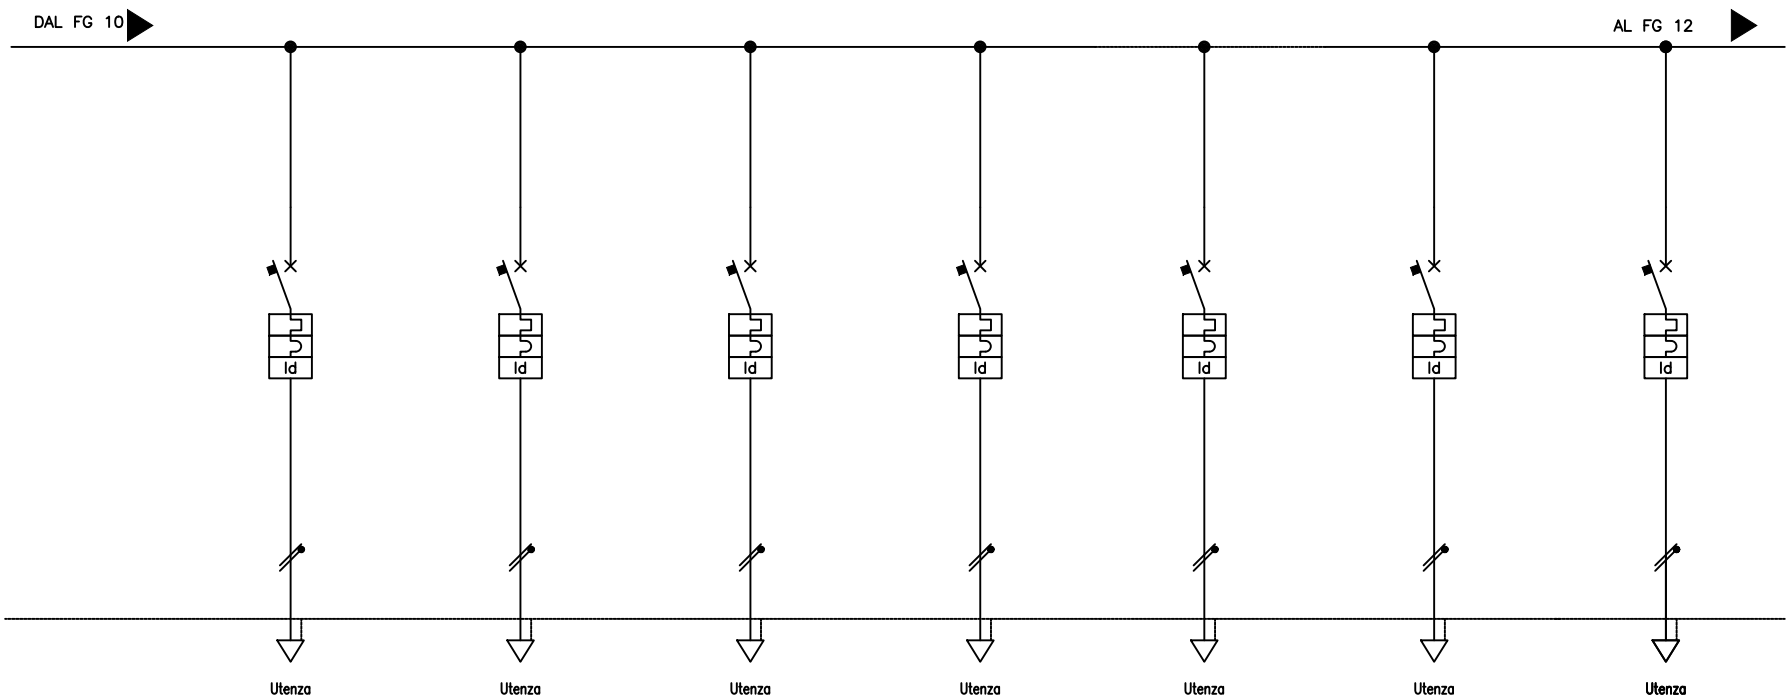 DAL FG 10
AL FG 12
Id Id Id Id Id Id Id
Utenza Utenza Utenza Utenza Utenza Utenza Utenza